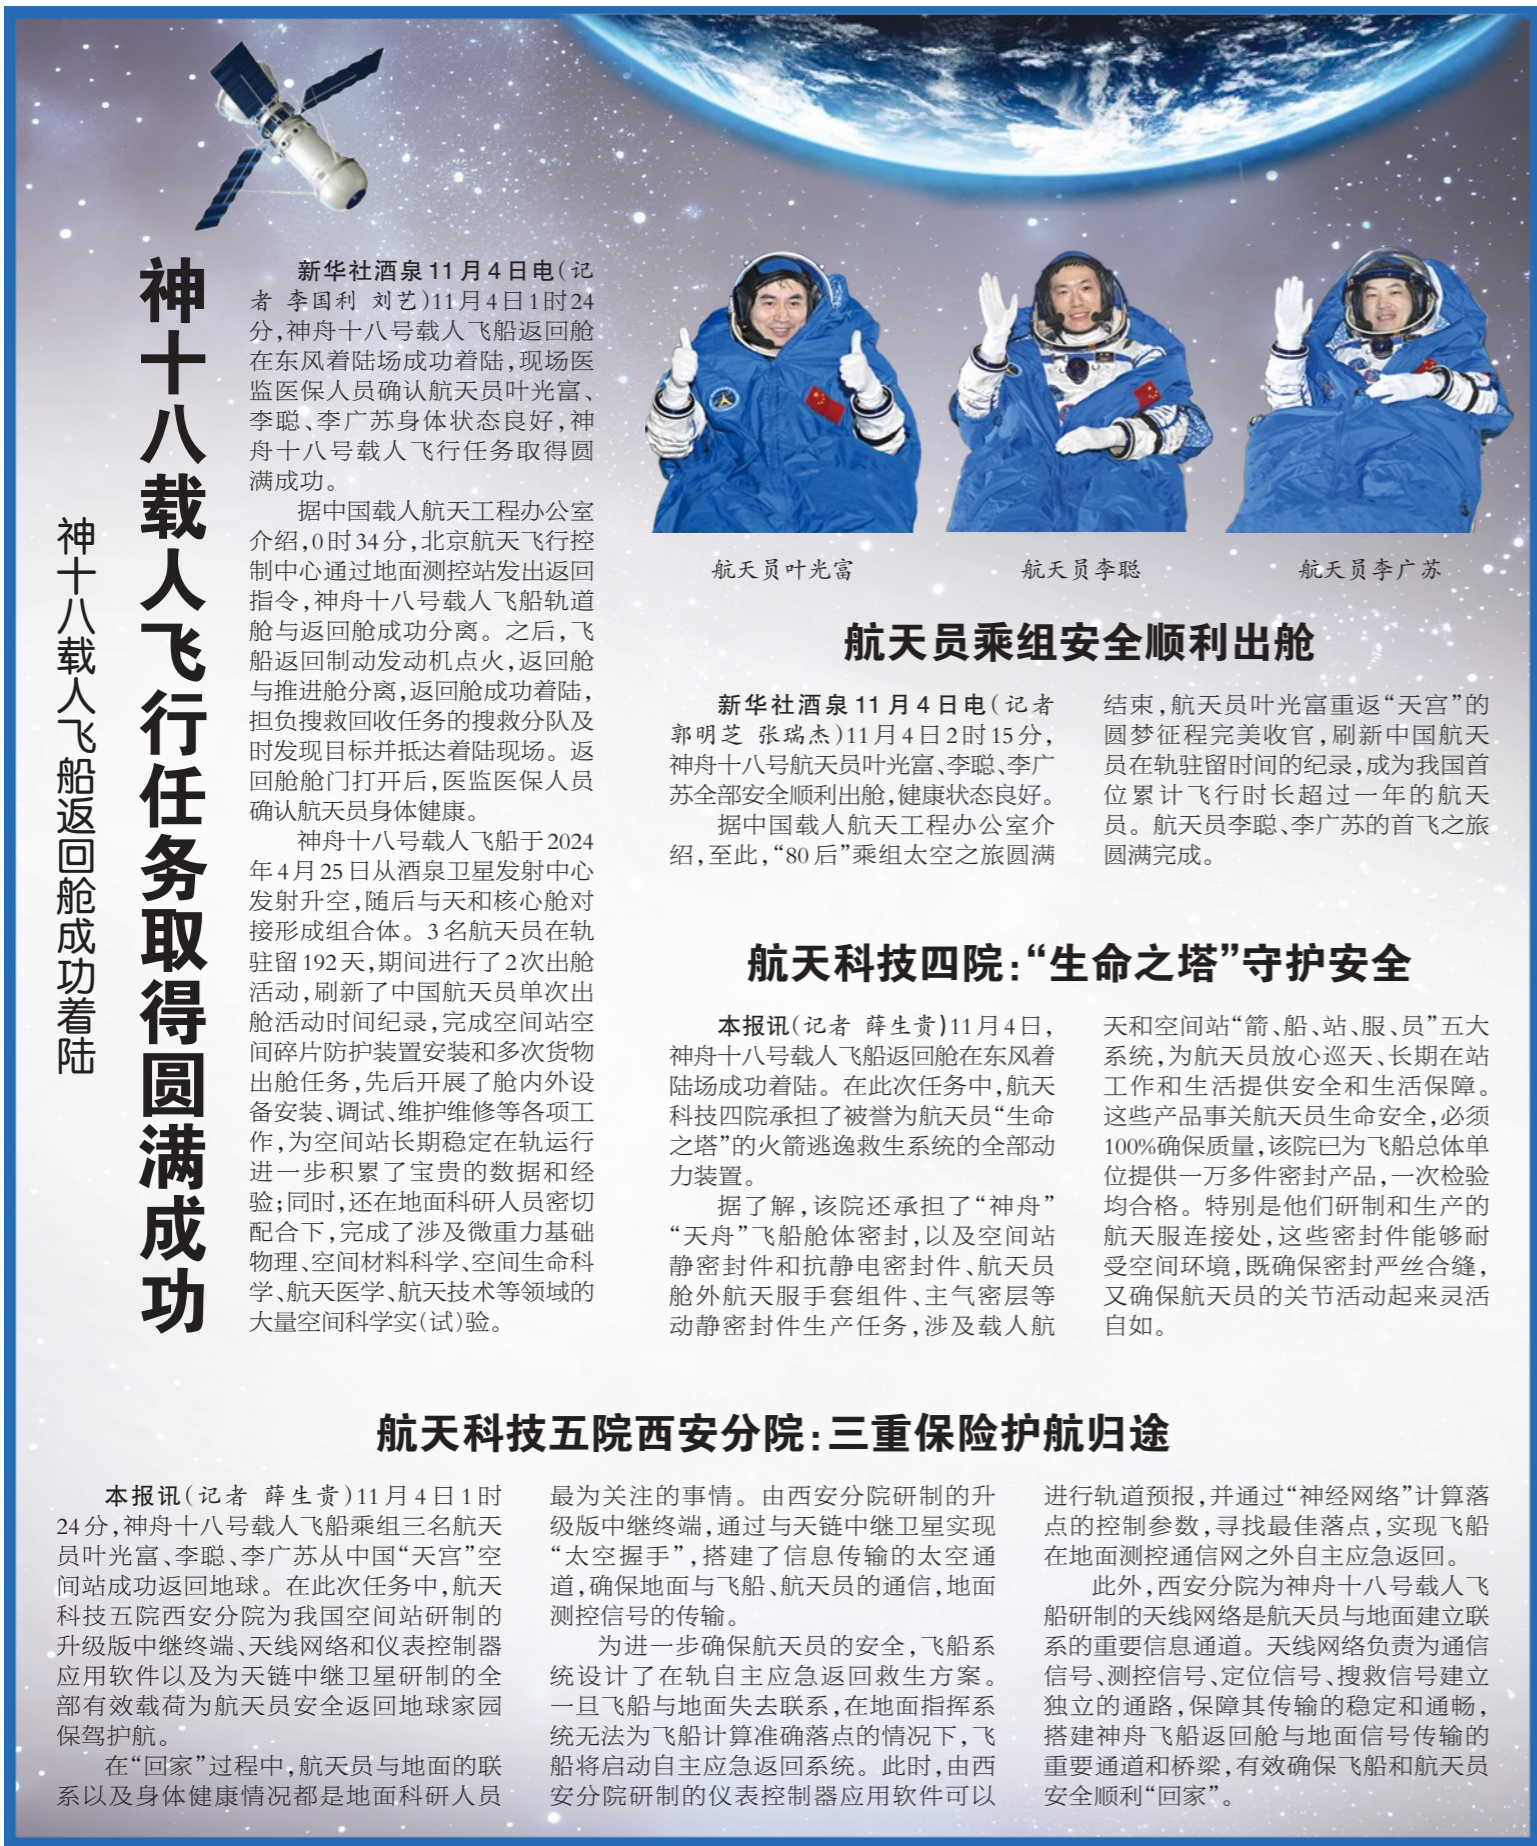 神十八载人飞行任务取得圆满成功
神十八载人飞船返回舱成功着陆
新华社酒泉11月4日电(记
者 李国利 刘艺)11月4日1时24
分,神舟十八号载人飞船返回舱
在东风着陆场成功着陆,现场医
监医保人员确认航天员叶光富、
李聪、李广苏身体状态良好,神
舟十八号载人飞行任务取得圆
满成功。
据中国载人航天工程办公室
介绍,0时34分,北京航天飞行控
制中心通过地面测控站发出返回
指令,神舟十八号载人飞船轨道
舱与返回舱成功分离。之后,飞
船返回制动发动机点火,返回舱
与推进舱分离,返回舱成功着陆,
担负搜救回收任务的搜救分队及
时发现目标并抵达着陆现场。返
回舱舱门打开后,医监医保人员
确认航天员身体健康。
神舟十八号载人飞船于2024
年4月25日从酒泉卫星发射中心
发射升空,随后与天和核心舱对
接形成组合体。3名航天员在轨
驻留192天,期间进行了2次出舱
活动,刷新了中国航天员单次出
舱活动时间纪录,完成空间站空
间碎片防护装置安装和多次货物
出舱任务,先后开展了舱内外设
备安装、调试、维护维修等各项工
作,为空间站长期稳定在轨运行
进一步积累了宝贵的数据和经
验;同时,还在地面科研人员密切
配合下,完成了涉及微重力基础
物理、空间材料科学、空间生命科
学、航天医学、航天技术等领域的
大量空间科学实(试)验。
航天员叶光富
航天员李聪
航天员李广苏
航天员乘组安全顺利出舱
新华社酒泉11月4日电(记者
郭明芝 张瑞杰)11月4日2时15分,
神舟十八号航天员叶光富、李聪、李广
苏全部安全顺利出舱,健康状态良好。
据中国载人航天工程办公室介
绍,至此,“80后”乘组太空之旅圆满
结束,航天员叶光富重返“天宫”的
圆梦征程完美收官,刷新中国航天
员在轨驻留时间的纪录,成为我国首
位累计飞行时长超过一年的航天
员。航天员李聪、李广苏的首飞之旅
圆满完成。
航天科技四院:“生命之塔”守护安全
本报讯(记者 薛生贵)11月4日,
神舟十八号载人飞船返回舱在东风着
陆场成功着陆。在此次任务中,航天
科技四院承担了被誉为航天员“生命
之塔”的火箭逃逸救生系统的全部动
力装置。
据了解,该院还承担了“神舟”
“天舟”飞船舱体密封,以及空间站
静密封件和抗静电密封件、航天员
舱外航天服手套组件、主气密层等
动静密封件生产任务,涉及载人航
天和空间站“箭、船、站、服、员”五大
系统,为航天员放心巡天、长期在站
工作和生活提供安全和生活保障。
这些产品事关航天员生命安全,必须
100%确保质量,该院已为飞船总体单
位提供一万多件密封产品,一次检验
均合格。特别是他们研制和生产的
航天服连接处,这些密封件能够耐
受空间环境,既确保密封严丝合缝,
又确保航天员的关节活动起来灵活
自如。
航天科技五院西安分院:三重保险护航归途
本报讯(记者 薛生贵)11月4日1时
24分,神舟十八号载人飞船乘组三名航天
员叶光富、李聪、李广苏从中国“天宫”空
间站成功返回地球。在此次任务中,航天
科技五院西安分院为我国空间站研制的
升级版中继终端、天线网络和仪表控制器
应用软件以及为天链中继卫星研制的全
部有效载荷为航天员安全返回地球家园
保驾护航。
在“回家”过程中,航天员与地面的联
系以及身体健康情况都是地面科研人员
最为关注的事情。由西安分院研制的升
级版中继终端,通过与天链中继卫星实现
“太空握手”,搭建了信息传输的太空通
道,确保地面与飞船、航天员的通信,地面
测控信号的传输。
为进一步确保航天员的安全,飞船系
统设计了在轨自主应急返回救生方案。
一旦飞船与地面失去联系,在地面指挥系
统无法为飞船计算准确落点的情况下,飞
船将启动自主应急返回系统。此时,由西
安分院研制的仪表控制器应用软件可以
进行轨道预报,并通过“神经网络”计算落
点的控制参数,寻找最佳落点,实现飞船
在地面测控通信网之外自主应急返回。
此外,西安分院为神舟十八号载人飞
船研制的天线网络是航天员与地面建立联
系的重要信息通道。天线网络负责为通信
信号、测控信号、定位信号、搜救信号建立
独立的通路,保障其传输的稳定和通畅,
搭建神舟飞船返回舱与地面信号传输的
重要通道和桥梁,有效确保飞船和航天员
安全顺利“回家”。